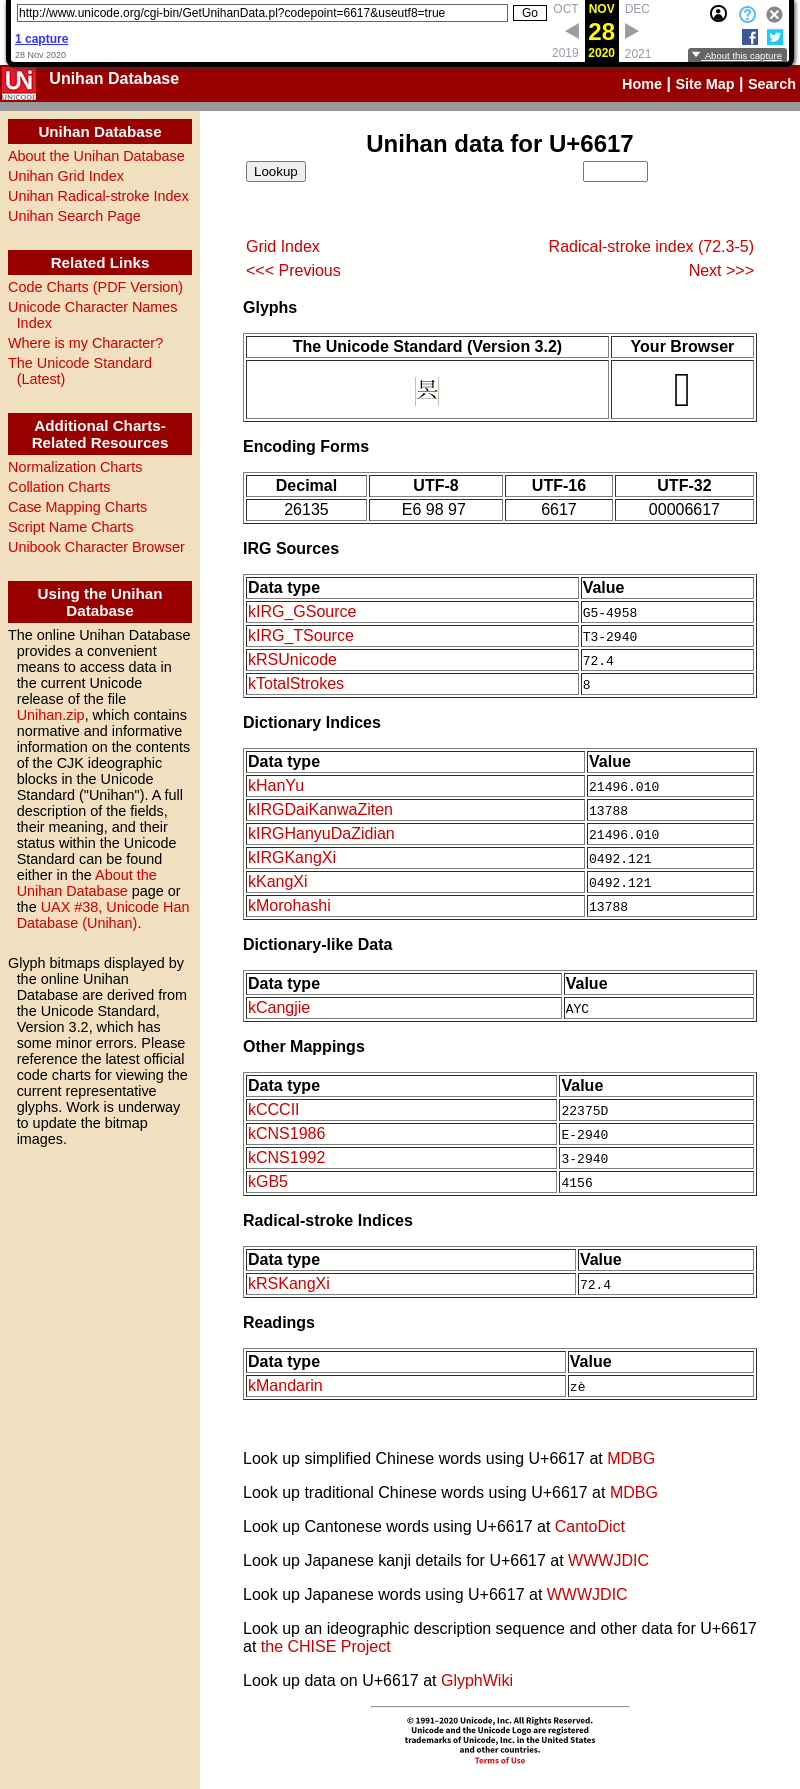 http://www.unicode.org/cgi-bin/GetUnihanData.pl?codepoint=6617&useutf8=true
Go
OCT NOV DEC
28
2019 2020 2021
1 capture
28 Nov 2020
About this capture
Unihan Database
Home | Site Map | Search
Unihan Database
About the Unihan Database
Unihan Grid Index
Unihan Radical-stroke Index
Unihan Search Page
Related Links
Code Charts (PDF Version)
Unicode Character Names
Index
Where is my Character?
The Unicode Standard
(Latest)
Additional Charts-
Related Resources
Normalization Charts
Collation Charts
Case Mapping Charts
Script Name Charts
Unibook Character Browser
Using the Unihan
Database
The online Unihan Database
provides a convenient
means to access data in
the current Unicode
release of the file
Unihan.zip, which contains
normative and informative
information on the contents
of the CJK ideographic
blocks in the Unicode
Standard ("Unihan"). A full
description of the fields,
their meaning, and their
status within the Unicode
Standard can be found
either in the About the
Unihan Database page or
the UAX #38, Unicode Han
Database (Unihan).
Glyph bitmaps displayed by
the online Unihan
Database are derived from
the Unicode Standard,
Version 3.2, which has
some minor errors. Please
reference the latest official
code charts for viewing the
current representative
glyphs. Work is underway
to update the bitmap
images.
Unihan data for U+6617
Lookup
Grid Index Radical-stroke index (72.3-5)
<<< Previous Next >>>
Glyphs
The Unicode Standard (Version 3.2) Your Browser
昗
Encoding Forms
Decimal UTF-8 UTF-16 UTF-32
26135 E6 98 97 6617 00006617
IRG Sources
Data type Value
kIRG_GSource G5-4958
kIRG_TSource T3-2940
kRSUnicode 72.4
kTotalStrokes 8
Dictionary Indices
Data type Value
kHanYu 21496.010
kIRGDaiKanwaZiten 13788
kIRGHanyuDaZidian 21496.010
kIRGKangXi 0492.121
kKangXi 0492.121
kMorohashi 13788
Dictionary-like Data
Data type Value
kCangjie AYC
Other Mappings
Data type Value
kCCCII 22375D
kCNS1986 E-2940
kCNS1992 3-2940
kGB5 4156
Radical-stroke Indices
Data type Value
kRSKangXi 72.4
Readings
Data type Value
kMandarin zè
Look up simplified Chinese words using U+6617 at MDBG
Look up traditional Chinese words using U+6617 at MDBG
Look up Cantonese words using U+6617 at CantoDict
Look up Japanese kanji details for U+6617 at WWWJDIC
Look up Japanese words using U+6617 at WWWJDIC
Look up an ideographic description sequence and other data for U+6617
at the CHISE Project
Look up data on U+6617 at GlyphWiki
© 1991–2020 Unicode, Inc. All Rights Reserved.
Unicode and the Unicode Logo are registered
trademarks of Unicode, Inc. in the United States
and other countries.
Terms of Use